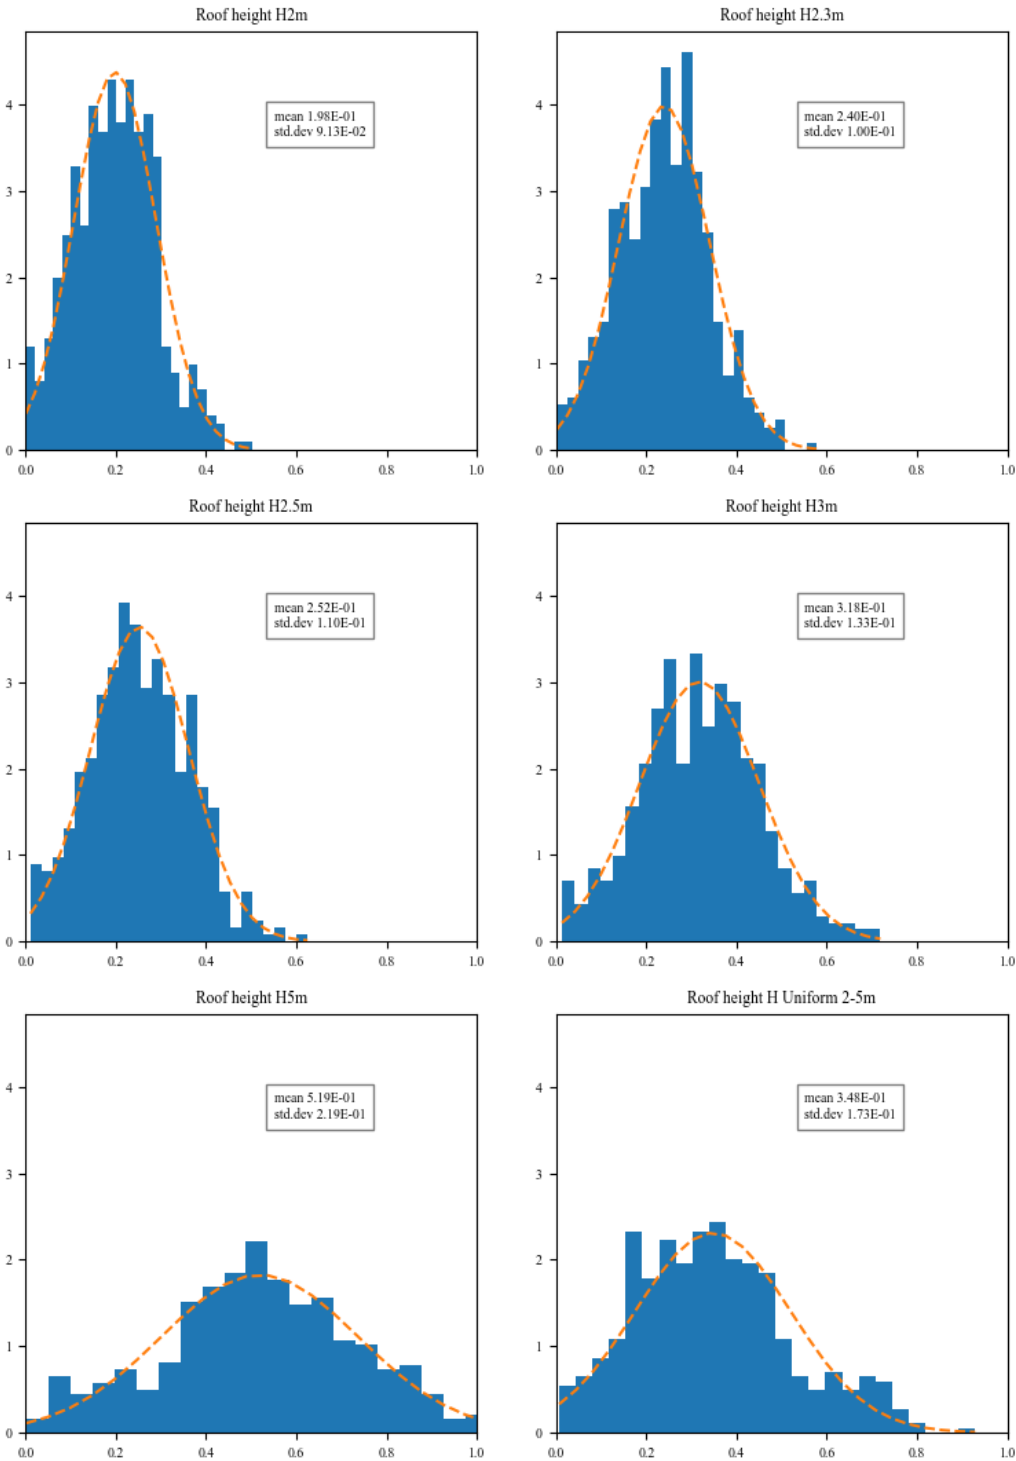 Roof height H2m
4
3
2
1
0
0.0 0.2 0.4 0.6 0.8 1.0
mean 1.98E-01
std.dev 9.13E-02
Roof height H2.3m
4
3
2
1
0
0.0 0.2 0.4 0.6 0.8 1.0
mean 2.40E-01
std.dev 1.00E-01
Roof height H2.5m
4
3
2
1
0
0.0 0.2 0.4 0.6 0.8 1.0
mean 2.52E-01
std.dev 1.10E-01
Roof height H3m
4
3
2
1
0
0.0 0.2 0.4 0.6 0.8 1.0
mean 3.18E-01
std.dev 1.33E-01
Roof height H5m
4
3
2
1
0
0.0 0.2 0.4 0.6 0.8 1.0
mean 5.19E-01
std.dev 2.19E-01
Roof height H Uniform 2-5m
4
3
2
1
0
0.0 0.2 0.4 0.6 0.8 1.0
mean 3.48E-01
std.dev 1.73E-01